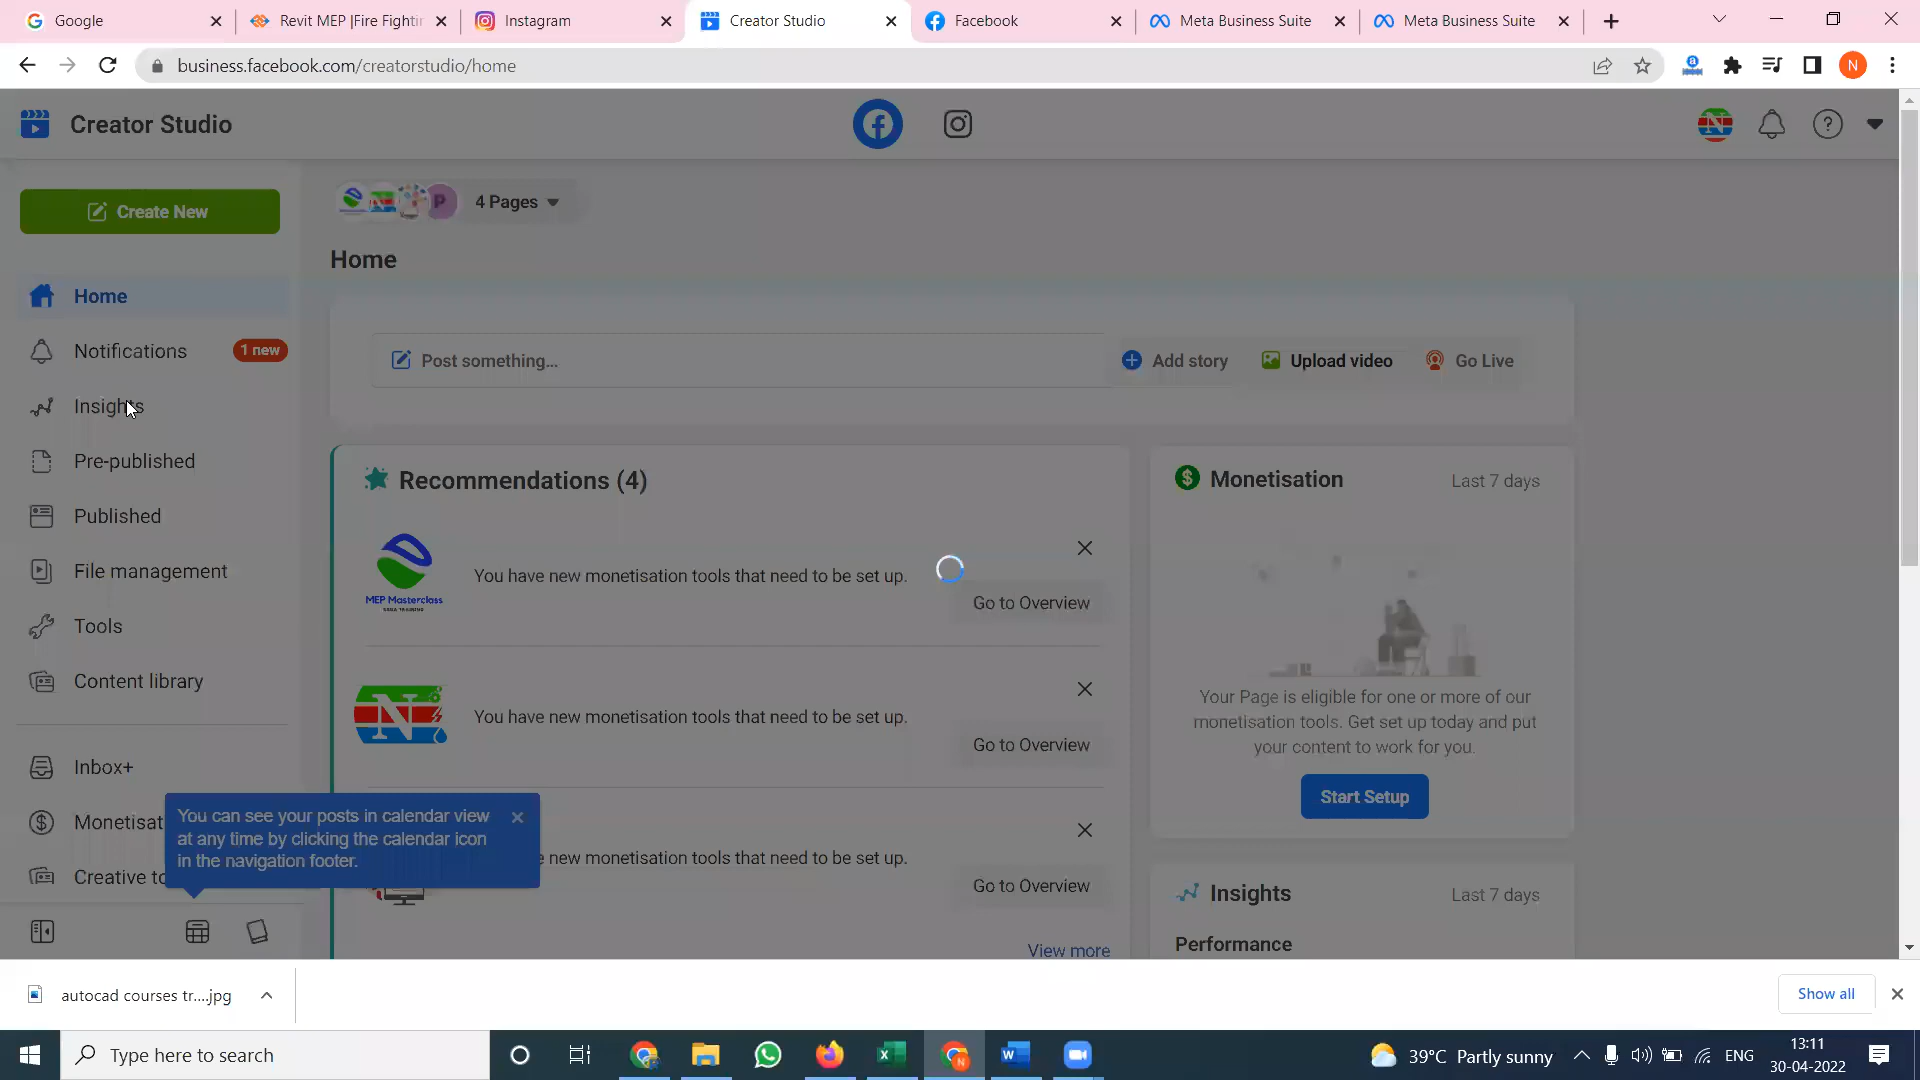 Google
Revit MEP |Fire Fightin
Instagram
Creator Studio
Facebook
Meta Business Suite
Meta Business Suite
business.facebook.com/creatorstudio/home
N
Creator Studio
N
Create New
P
4 Pages
Home
Home
Notifications
1 new
Insights
Pre-published
Published
File management
Tools
Content library
Inbox+
Monetisat
Creative to
Post something...
Add story
Upload video
Go Live
Recommendations (4)
MEP Masterclass
You have new monetisation tools that need to be set up.
Go to Overview
N
You have new monetisation tools that need to be set up.
Go to Overview
e new monetisation tools that need to be set up.
Go to Overview
View more
Monetisation
Last 7 days
Your Page is eligible for one or more of our
monetisation tools. Get set up today and put
your content to work for you.
Start Setup
Insights
Last 7 days
Performance
You can see your posts in calendar view
at any time by clicking the calendar icon
in the navigation footer.
autocad courses tr....jpg
Show all
Type here to search
39°C Partly sunny
ENG
13:11
30-04-2022